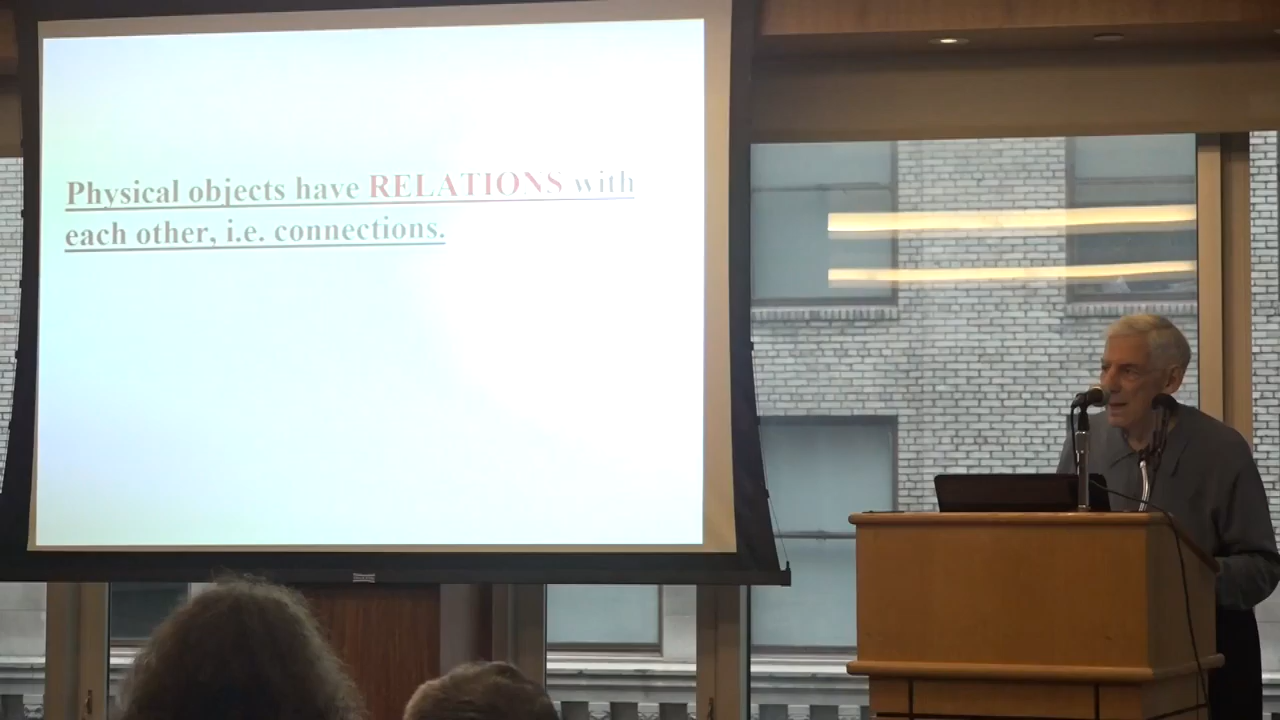 Physical objects have RELATIONS with
each other, i.e. connections.